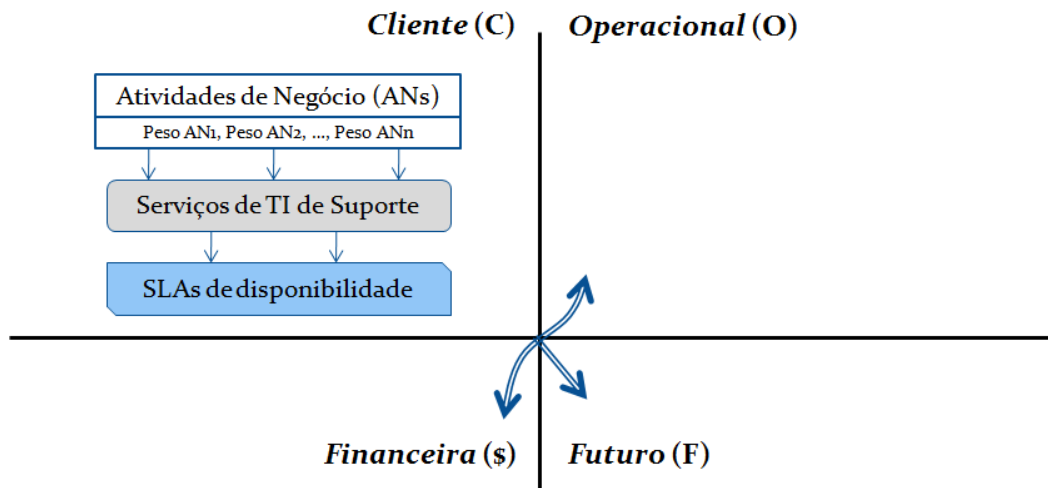 Cliente (C)
Operacional (O)
Atividades de Negócio (ANs)
Peso AN1, Peso AN2, ..., Peso ANn
Serviços de TI de Suporte
SLAs de disponibilidade
Financeira ($)
Futuro (F)